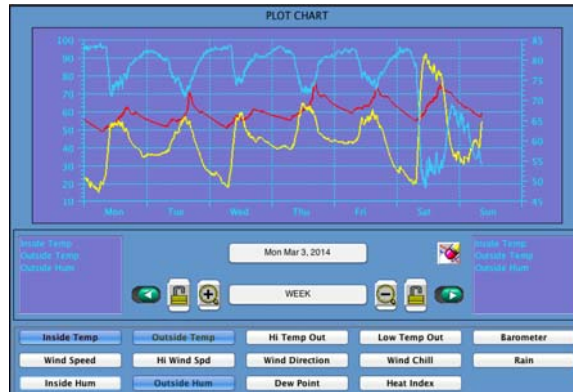 PLOT CHART
100
90
80
70
60
50
40
30
20
10
85
80
75
70
65
60
55
50
45
Mon Tue Wed Thu Fri Sat Sun
Inside Temp
Outside Temp
Outside Hum
Mon Mar 3, 2014
WEEK
Inside Temp
Outside Temp
Outside Hum
Inside Temp Outside Temp Hi Temp Out Low Temp Out Barometer
Wind Speed Hi Wind Spd Wind Direction Wind Chill Rain
Inside Hum Outside Hum Dew Point Heat Index